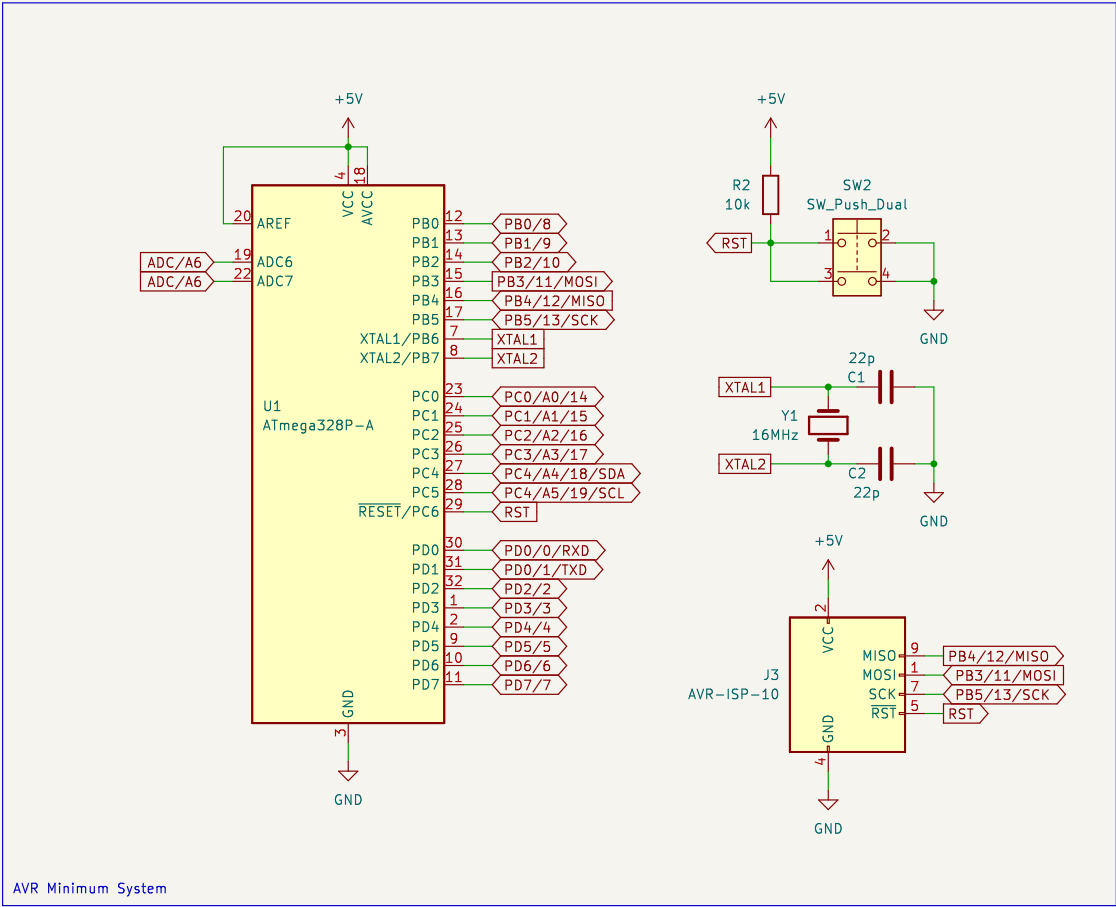 +5V
4
18
VCC
AVCC
20
AREF
ADC/A6
19
ADC6
ADC/A6
22
ADC7
PB0
12
PB0/8
PB1
13
PB1/9
PB2
14
PB2/10
PB3
15
PB3/11/MOSI
PB4
16
PB4/12/MISO
PB5
17
PB5/13/SCK
XTAL1/PB6
7
XTAL1
XTAL2/PB7
8
XTAL2
PC0
23
PC0/A0/14
PC1
24
PC1/A1/15
PC2
25
PC2/A2/16
PC3
26
PC3/A3/17
PC4
27
PC4/A4/18/SDA
PC5
28
PC4/A5/19/SCL
RESET/PC6
29
RST
U1
ATmega328P-A
PD0
30
PD0/0/RXD
PD1
31
PD0/1/TXD
PD2
32
PD2/2
PD3
1
PD3/3
PD4
2
PD4/4
PD5
9
PD5/5
PD6
10
PD6/6
PD7
11
PD7/7
GND
3
GND
+5V
R2
10k
RST
SW2
SW_Push_Dual
1
2
3
4
GND
22p
C1
XTAL1
Y1
16MHz
XTAL2
C2
22p
GND
+5V
2
VCC
J3
AVR-ISP-10
MISO
9
PB4/12/MISO
MOSI
1
PB3/11/MOSI
SCK
7
PB5/13/SCK
RST
5
RST
GND
4
GND
AVR Minimum System